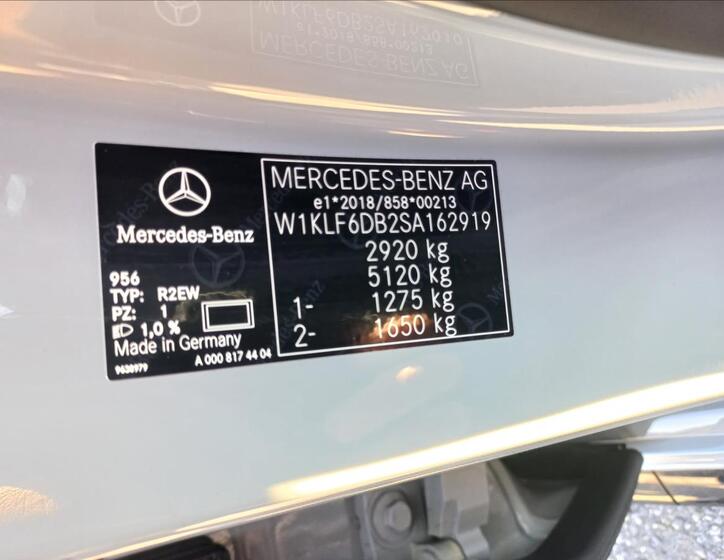 Mercedes-Benz
956
TYP: R2EW
PZ: 1
1,0 %
Made in Germany
9638979
A 000 817 44 04
MERCEDES-BENZ AG
e1*2018/858*00213
W1KLF6DB2SA162919
2920 kg
5120 kg
1- 1275 kg
2- 1650 kg